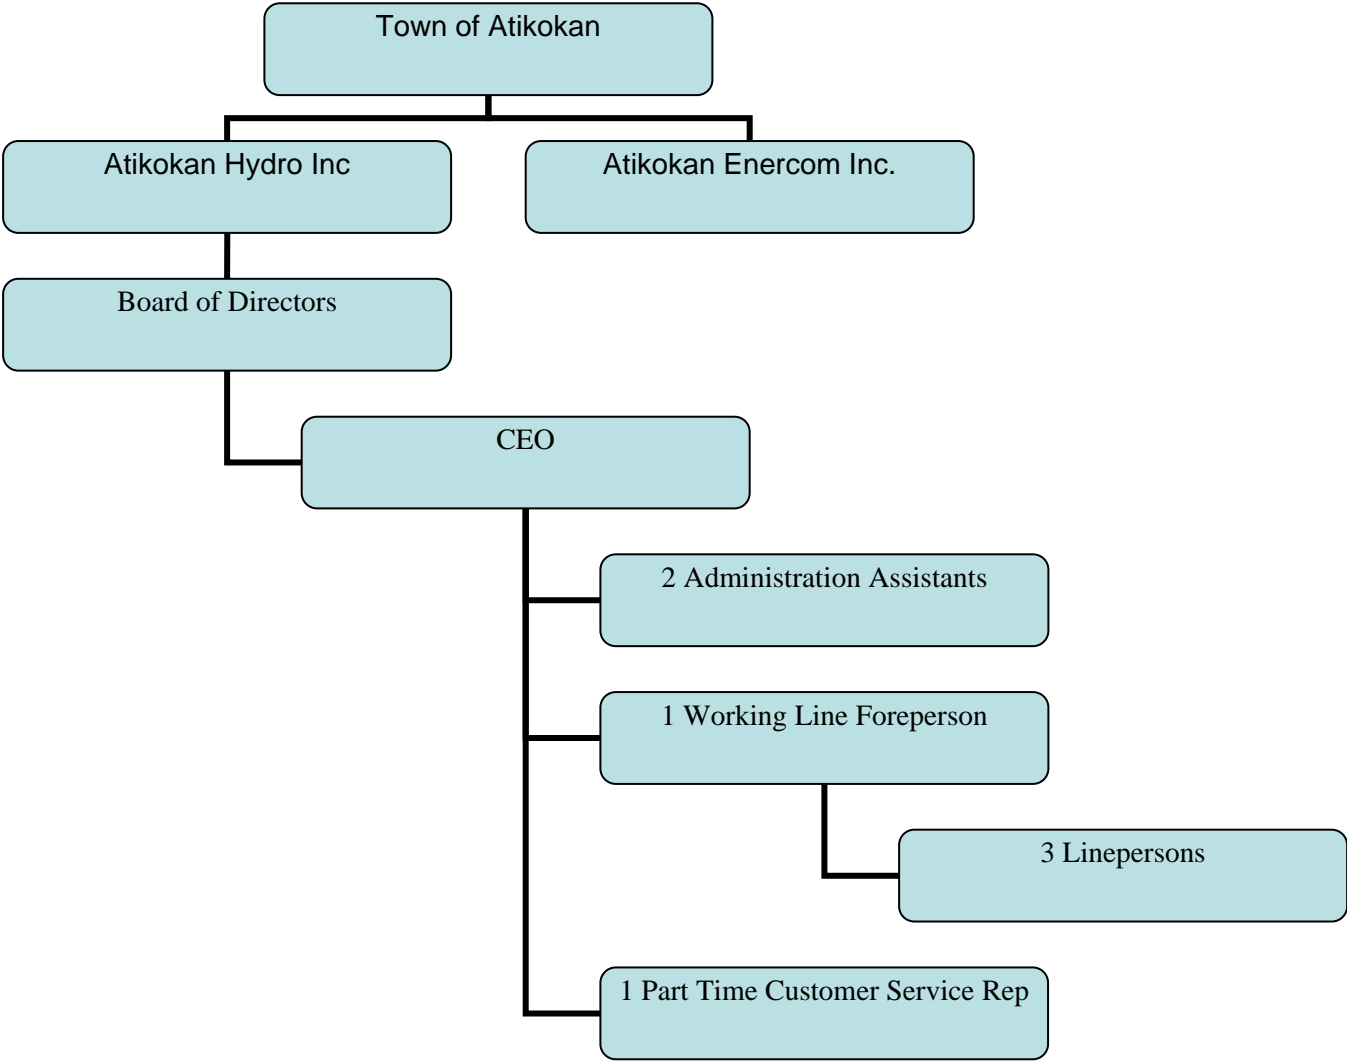 Town of Atikokan
Atikokan Hydro Inc
Atikokan Enercom Inc.
Board of Directors
CEO
2 Administration Assistants
1 Working Line Foreperson
3 Linepersons
1 Part Time Customer Service Rep